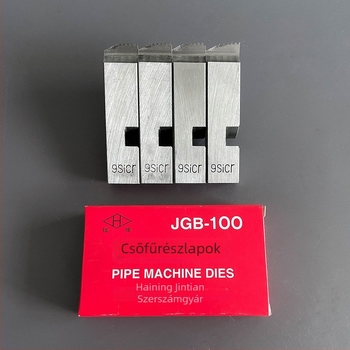 9sicr 9sicr 9sicr 9sicr
H
JGB-100
Csőfűrészlapok
PIPE MACHINE DIES
Haining Jintian
Szerszámgyár